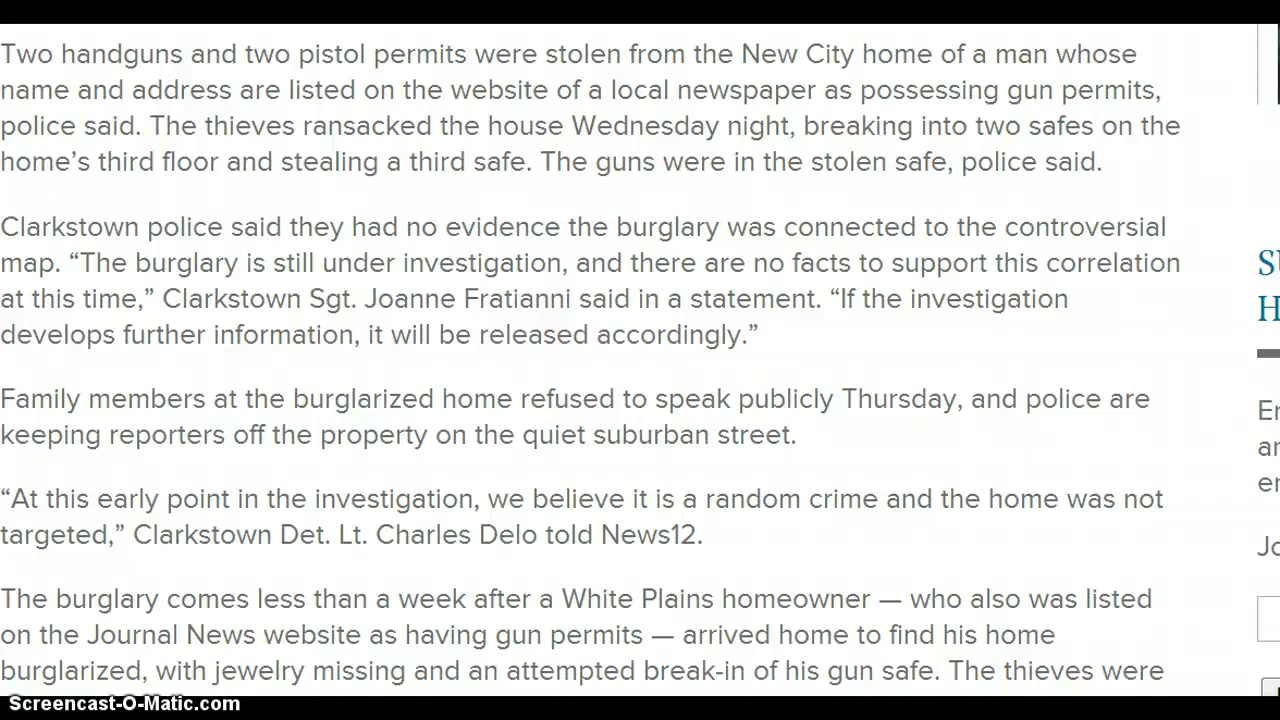 Two handguns and two pistol permits were stolen from the New City home of a man whose
name and address are listed on the website of a local newspaper as possessing gun permits,
police said. The thieves ransacked the house Wednesday night, breaking into two safes on the
home’s third floor and stealing a third safe. The guns were in the stolen safe, police said.
Clarkstown police said they had no evidence the burglary was connected to the controversial
map. “The burglary is still under investigation, and there are no facts to support this correlation
at this time,” Clarkstown Sgt. Joanne Fratianni said in a statement. “If the investigation
develops further information, it will be released accordingly.”
Family members at the burglarized home refused to speak publicly Thursday, and police are
keeping reporters off the property on the quiet suburban street.
“At this early point in the investigation, we believe it is a random crime and the home was not
targeted,” Clarkstown Det. Lt. Charles Delo told News12.
The burglary comes less than a week after a White Plains homeowner — who also was listed
on the Journal News website as having gun permits — arrived home to find his home
burglarized, with jewelry missing and an attempted break-in of his gun safe. The thieves were
Screencast-O-Matic.com